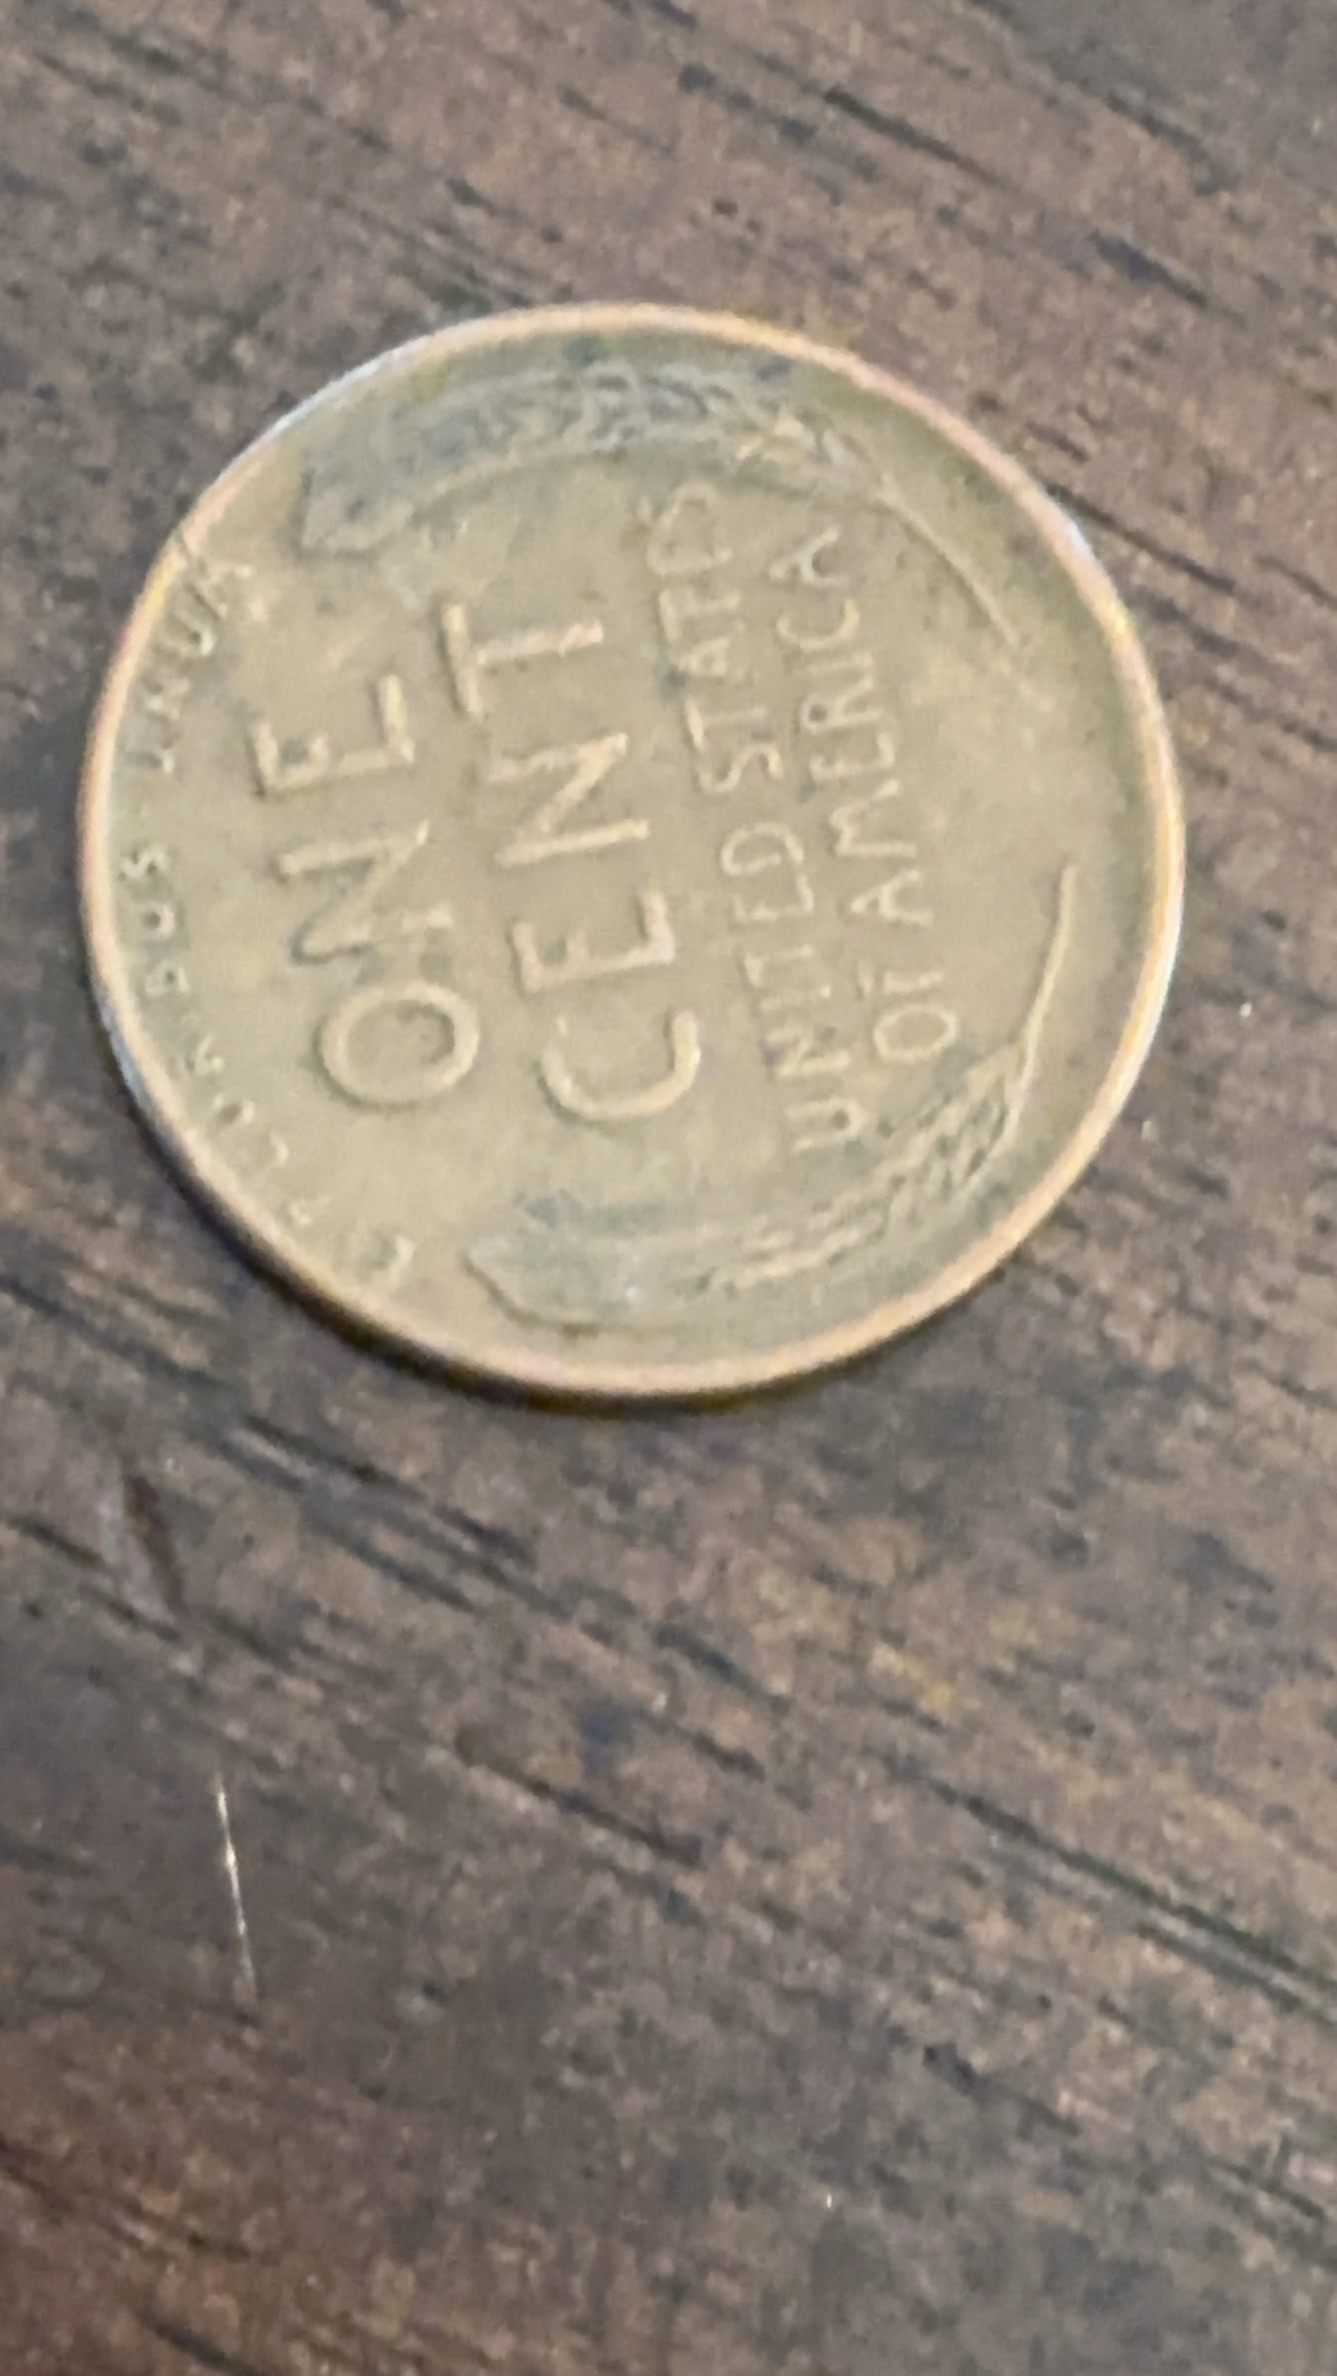 E·PLURIBUS·UNUM
ONE
CENT
UNITED STATES
OF AMERICA